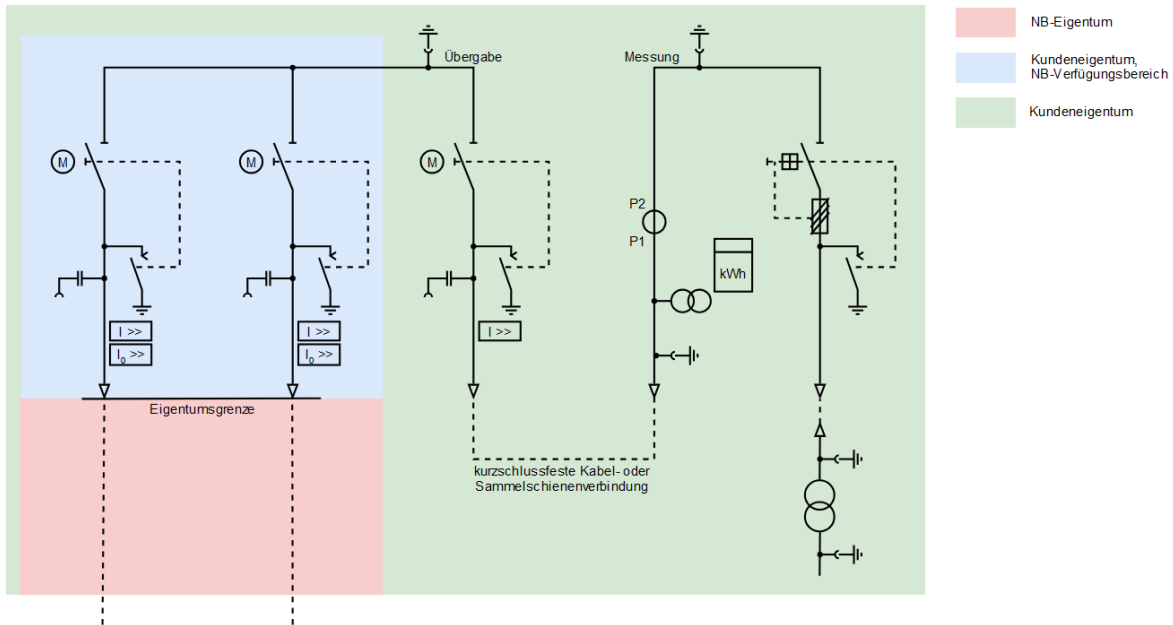 NB-Eigentum
Kundeneigentum,
NB-Verfügungsbereich
Kundeneigentum
Übergabe
Messung
M
M
M
P2
P1
kWh
I >>
I >>
I >>
I0 >>
I0 >>
Eigentumsgrenze
kurzschlussfeste Kabel- oder
Sammelschienenverbindung